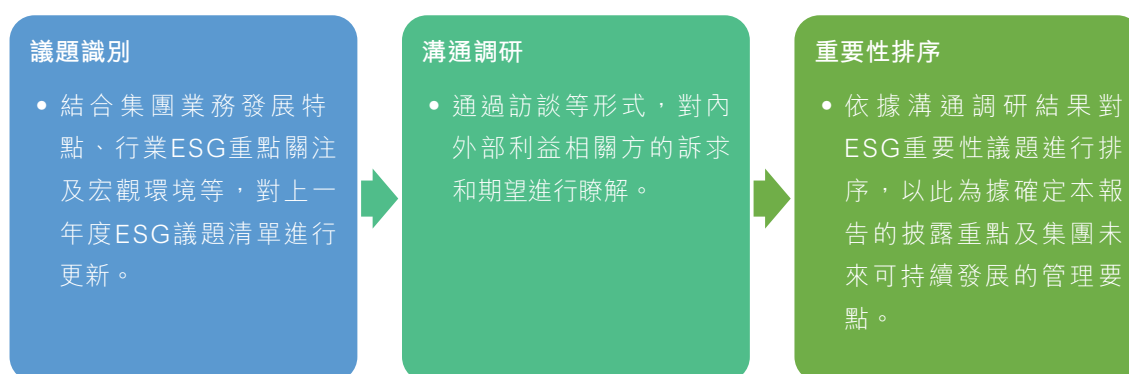 議題識別
• 結合集團業務發展特
點、行業ESG重點關注
及宏觀環境等，對上一
年度ESG議題清單進行
更新。
溝通調研
• 通過訪談等形式，對內
外部利益相關方的訴求
和期望進行瞭解。
重要性排序
• 依據溝通調研結果對
ESG重要性議題進行排
序，以此為據確定本報
告的披露重點及集團未
來可持續發展的管理要
點。